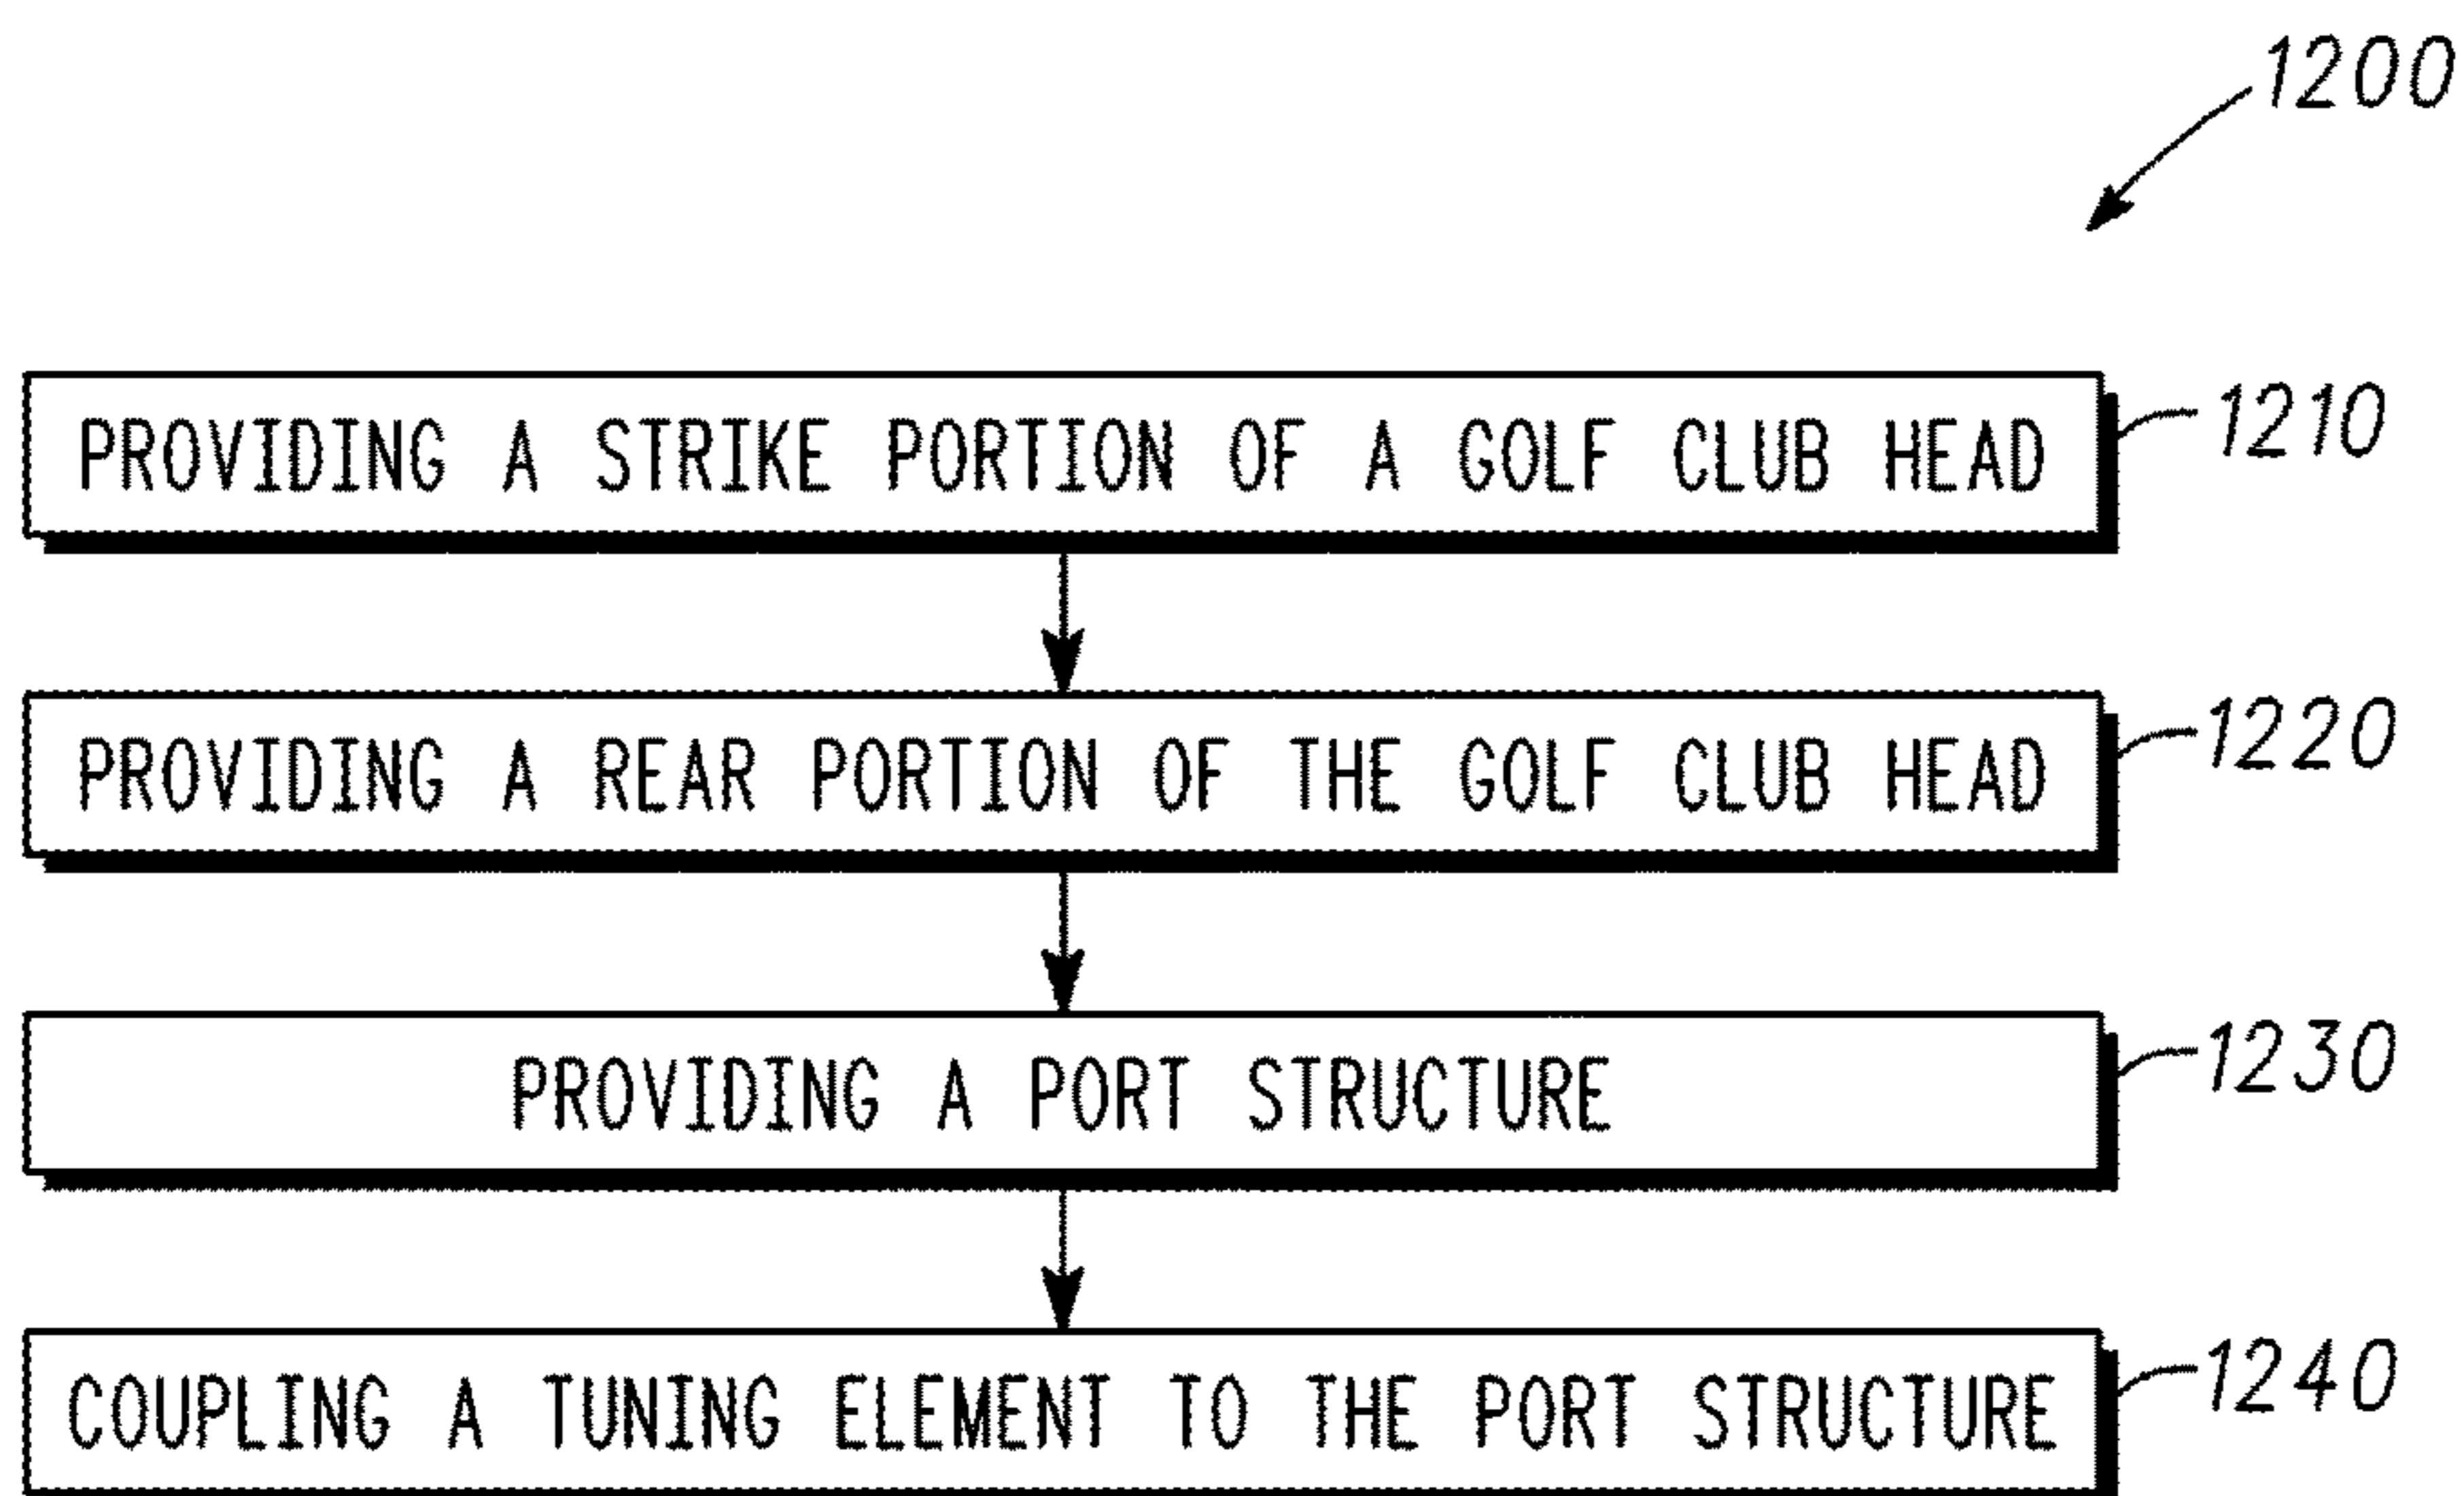 1200
PROVIDING A STRIKE PORTION OF A GOLF CLUB HEAD
1210
PROVIDING A REAR PORTION OF THE GOLF CLUB HEAD
1220
PROVIDING A PORT STRUCTURE
1230
COUPLING A TUNING ELEMENT TO THE PORT STRUCTURE
1240